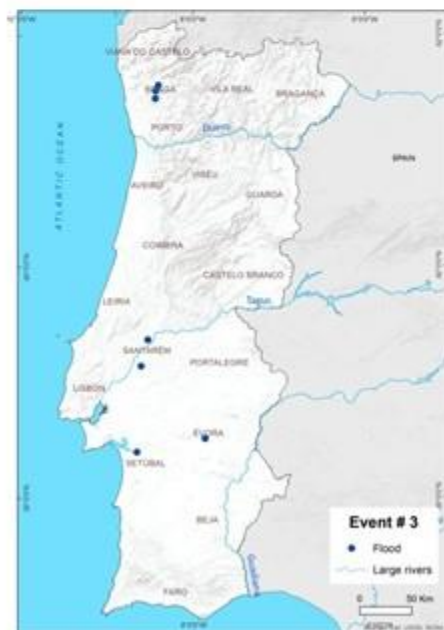 VIANA DO CASTELO
BRAGA
VILA REAL
BRAGANÇA
PORTO
Douro
ATLANTIC OCEAN
SPAIN
AVEIRO
VISEU
GUARDA
COIMBRA
CASTELO BRANCO
LEIRIA
Tagus
SANTARÉM
PORTALEGRE
LISBON
ÉVORA
SETÚBAL
BEJA
Guadiana
FARO
Event # 3
Flood
Large rivers
0 50 Km